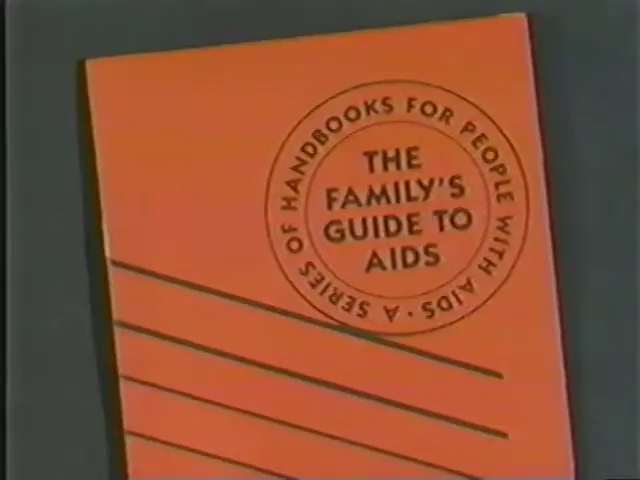 A SERIES OF HANDBOOKS FOR PEOPLE WITH AIDS ·
THE
FAMILY'S
GUIDE TO
AIDS